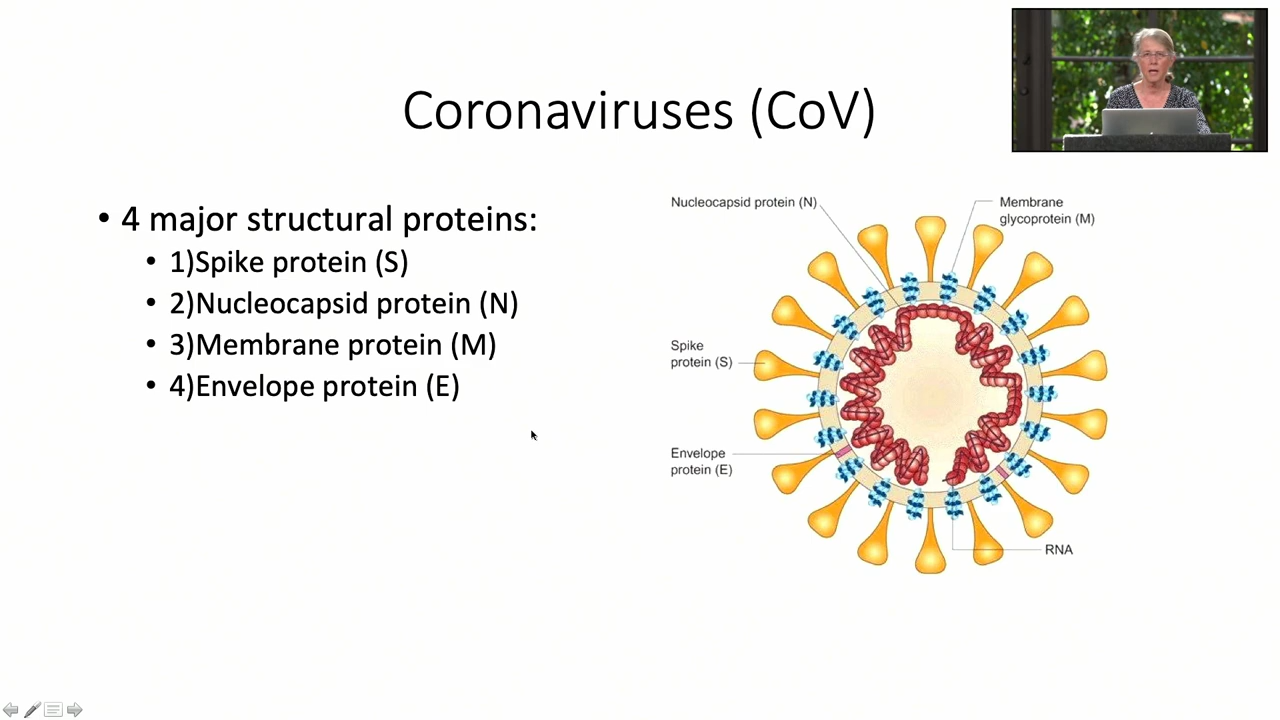 Coronaviruses (CoV)
• 4 major structural proteins:
• 1)Spike protein (S)
• 2)Nucleocapsid protein (N)
• 3)Membrane protein (M)
• 4)Envelope protein (E)
Nucleocapsid protein (N)
Membrane
glycoprotein (M)
Spike
protein (S)
Envelope
protein (E)
RNA